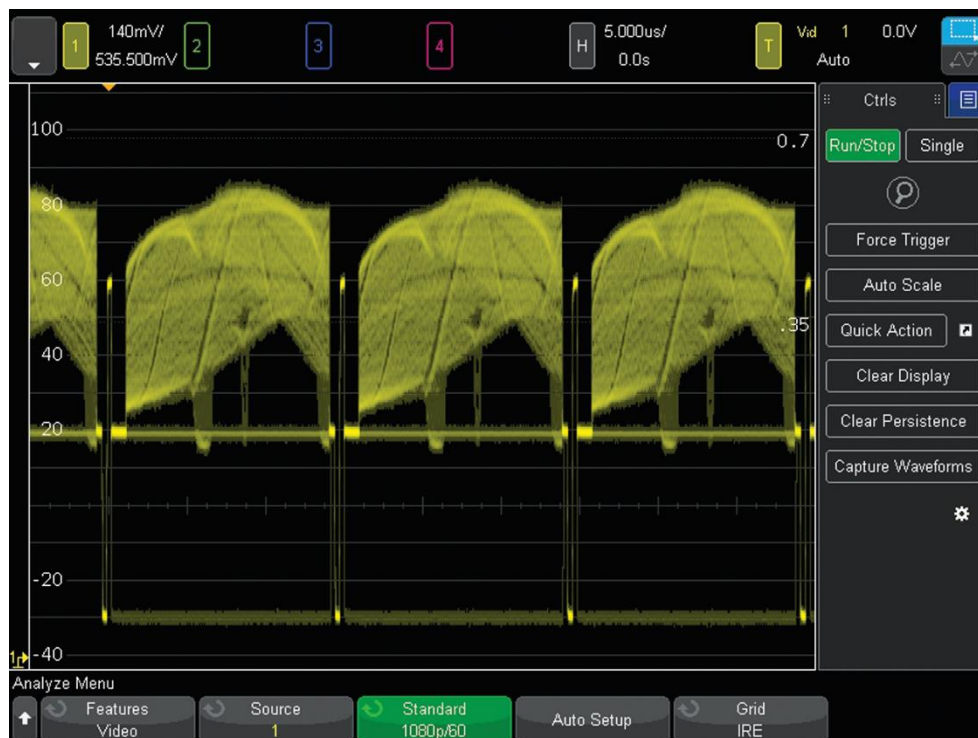 1 140mV/ 2 3 4 H 5.000us/ T Vid 1 0.0V
535.500mV 0.0s Auto
Ctrls
100
0.7
Run/Stop Single
80
Force Trigger
60
Auto Scale
.35
Quick Action
40
Clear Display
20
Clear Persistence
Capture Waveforms
-20
-40
1
Analyze Menu
Features Source Standard Auto Setup Grid
Video 1 1080p/60 IRE